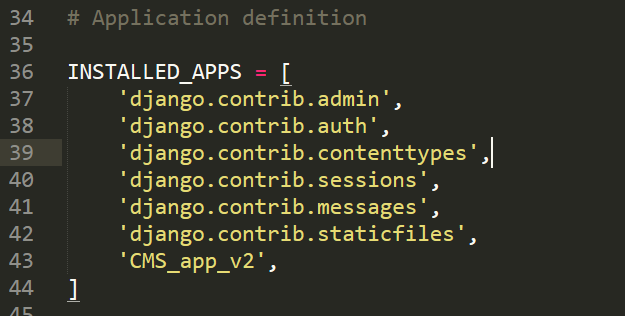 34 # Application definition
35
36 INSTALLED_APPS = [
37     'django.contrib.admin',
38     'django.contrib.auth',
39     'django.contrib.contenttypes',
40     'django.contrib.sessions',
41     'django.contrib.messages',
42     'django.contrib.staticfiles',
43     'CMS_app_v2',
44 ]
45